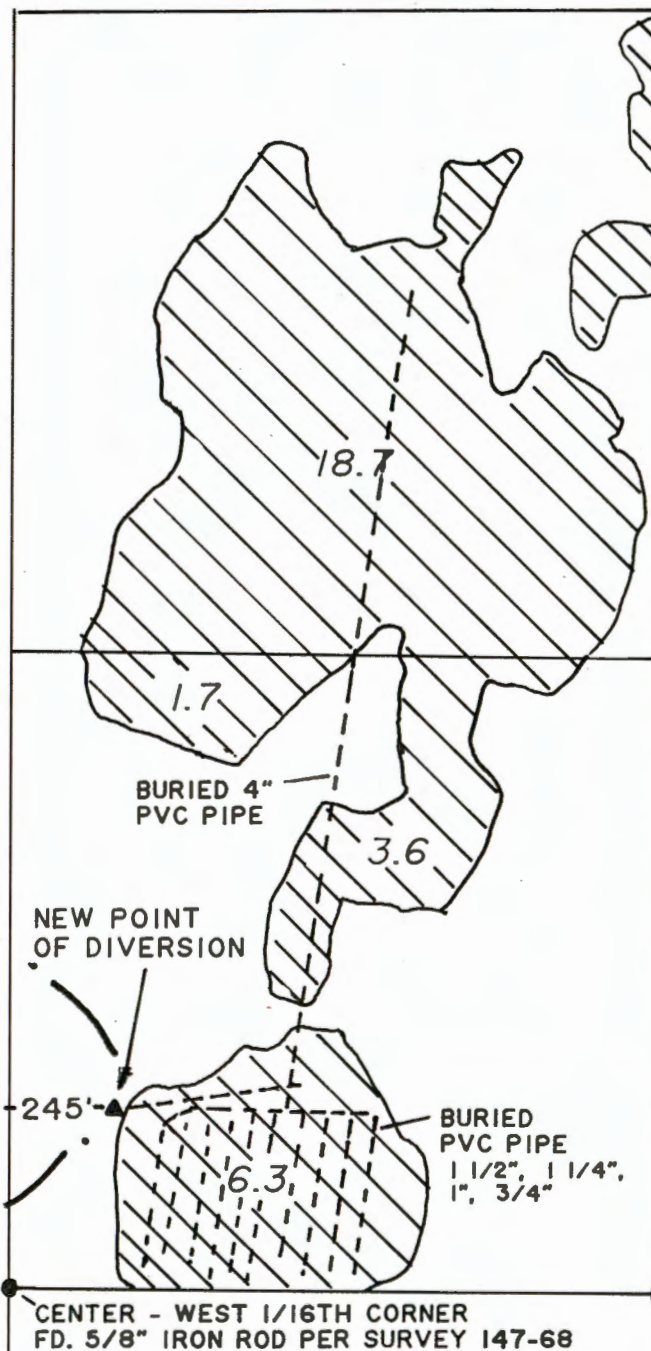 18.7
1.7
BURIED 4"
PVC PIPE
3.6
NEW POINT
OF DIVERSION
245'
BURIED
PVC PIPE
1 1/2", 1 1/4",
1", 3/4"
6.3
CENTER - WEST 1/16TH CORNER
FD. 5/8" IRON ROD PER SURVEY 147-68